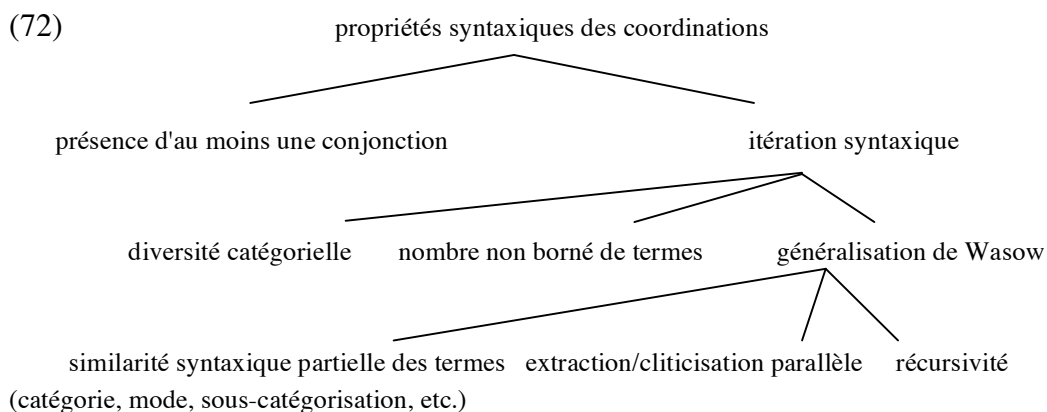 (72) propriétés syntaxiques des coordinations
présence d'au moins une conjonction itération syntaxique
diversité catégorielle nombre non borné de termes généralisation de Wasow
similarité syntaxique partielle des termes extraction/cliticisation parallèle récursivité
(catégorie, mode, sous-catégorisation, etc.)